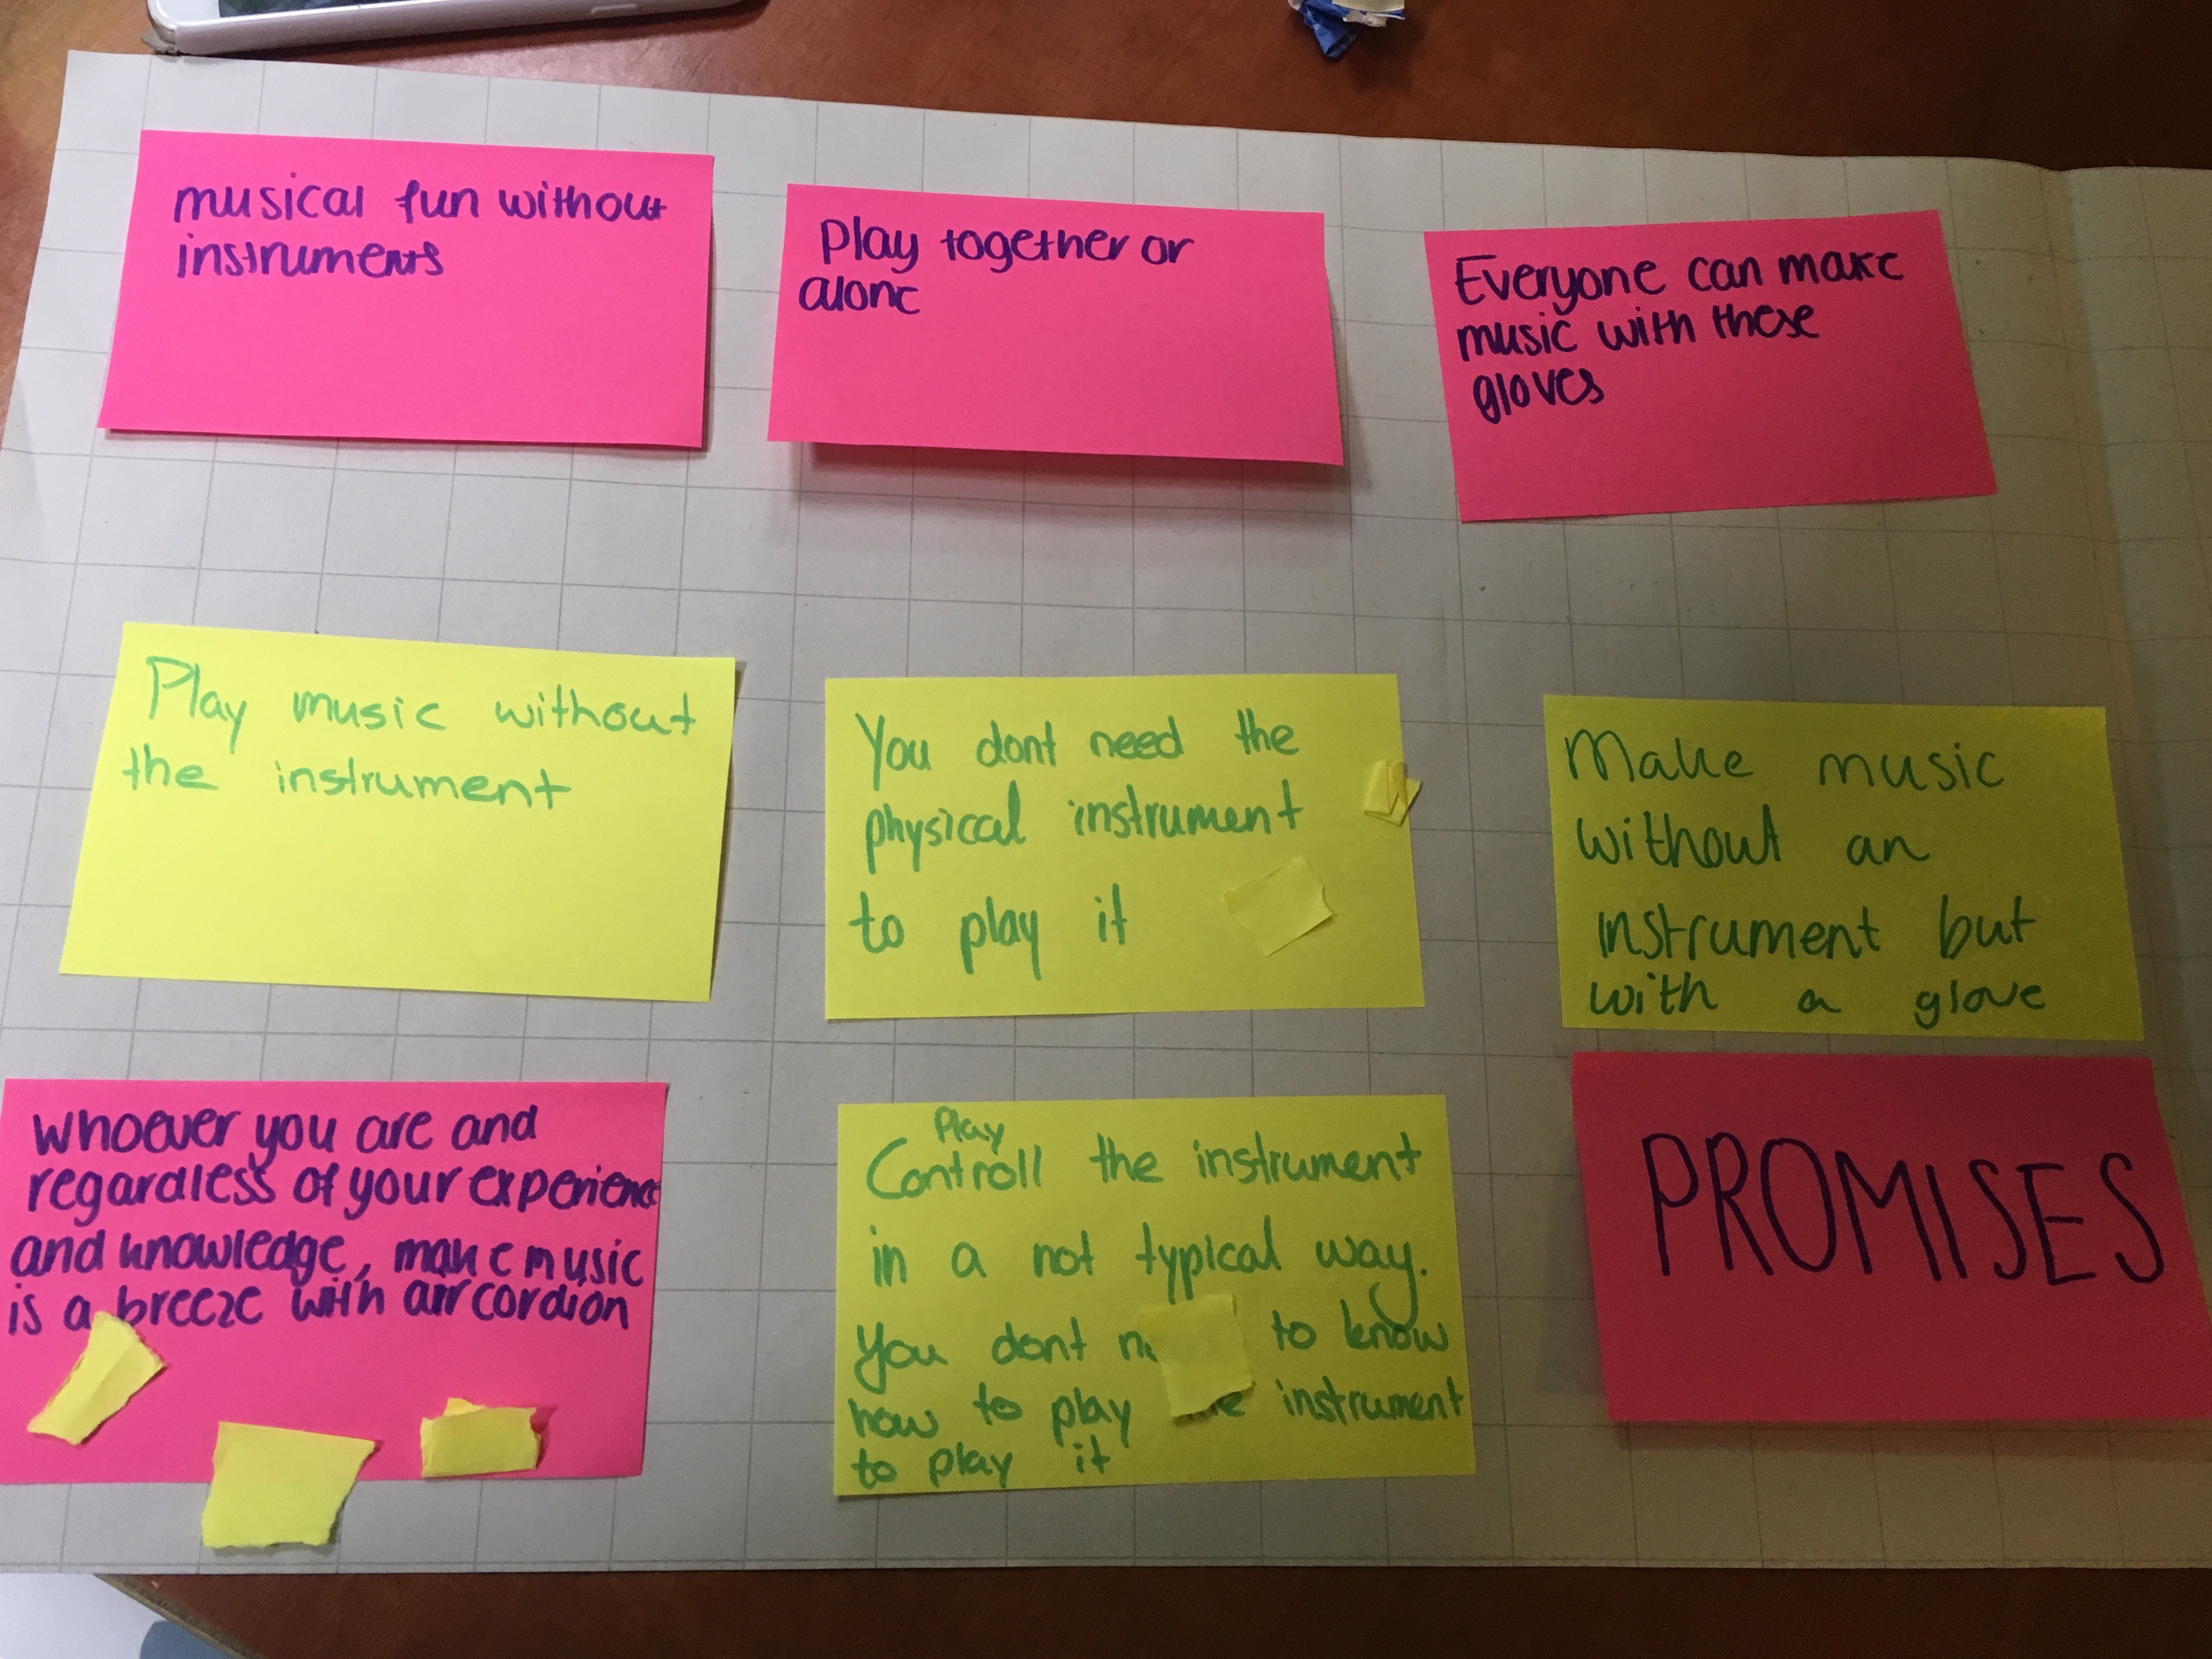 musical fun without
instruments
Play together or
alone
Everyone can make
music with these
gloves
Play music without
the instrument
You dont need the
physical instrument
to play it
Make music
without an
instrument but
with a glove
whoever you are and
regardless of your experience
and knowledge, make music
is a breeze with aircordion
Play
Controll the instrument
in a not typical way.
You dont to know
how to play instrument
to play it
PROMISES